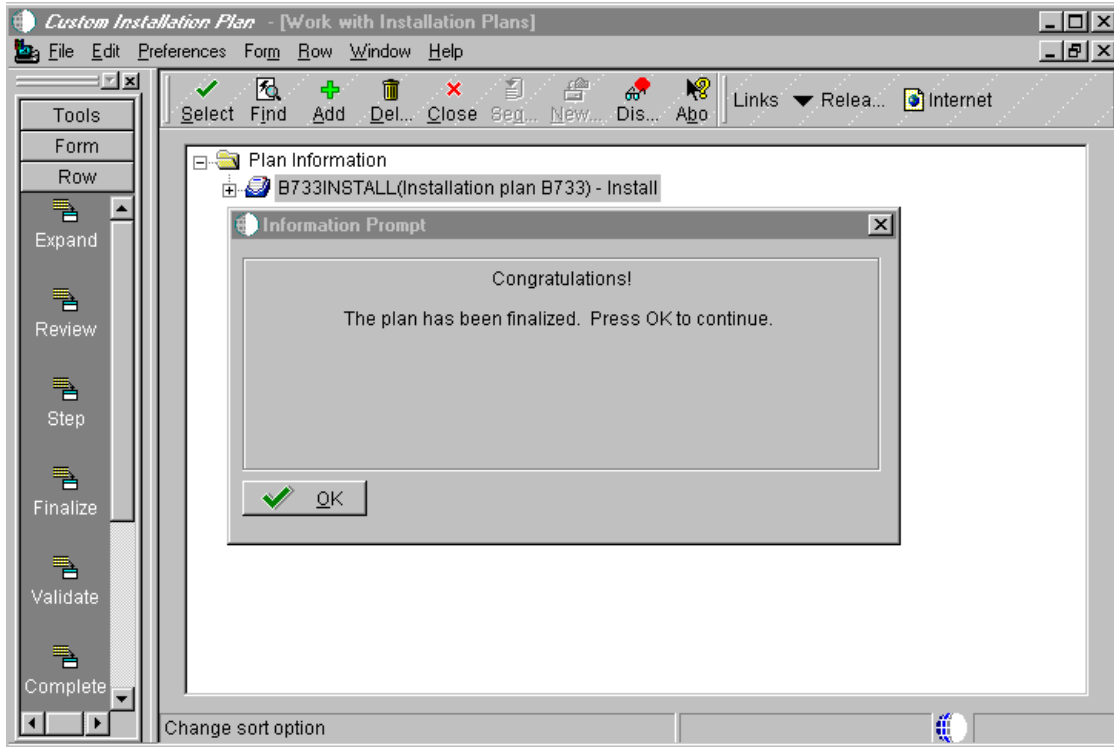 Custom Installation Plan - [Work with Installation Plans]
File Edit Preferences Form Row Window Help
Select Find Add Del... Close Seq... New... Dis... Abo Links Relea... Internet
Tools
Form
Row
Expand
Review
Step
Finalize
Validate
Complete
Plan Information
B733INSTALL(Installation plan B733) - Install
Information Prompt
Congratulations!
The plan has been finalized. Press OK to continue.
OK
Change sort option